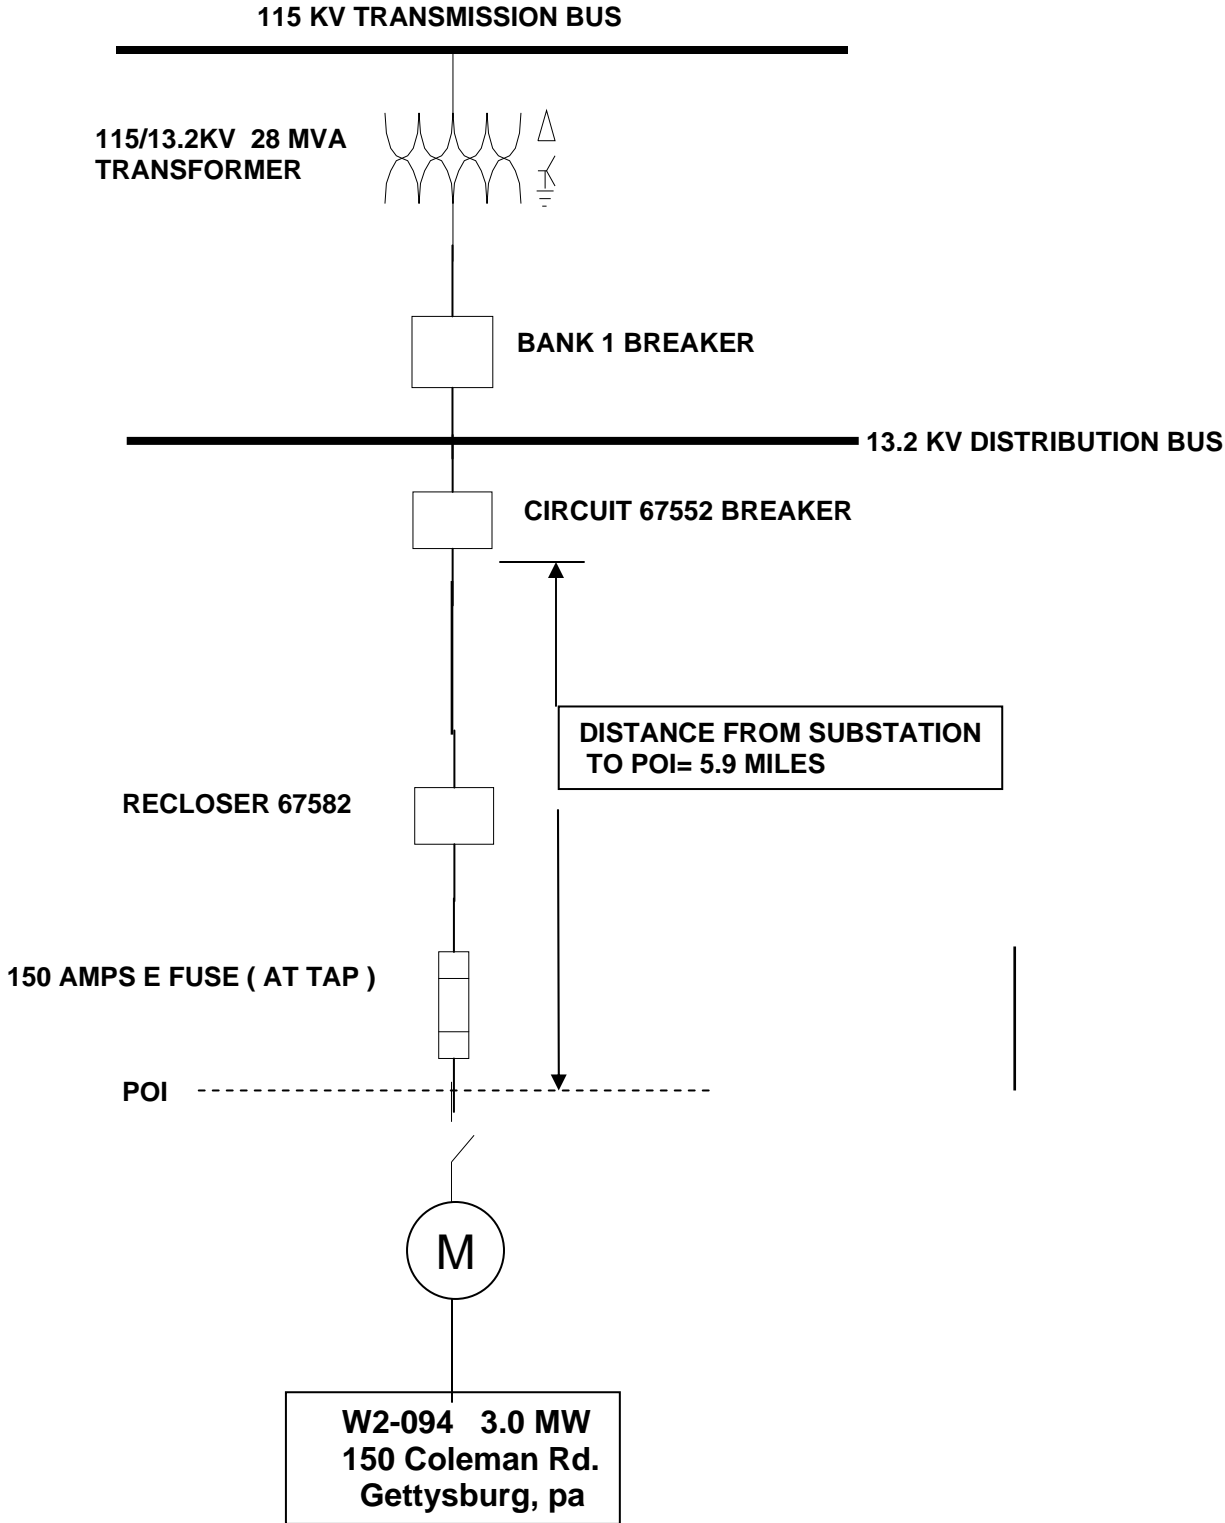 115 KV TRANSMISSION BUS
115/13.2KV 28 MVA
TRANSFORMER
BANK 1 BREAKER
13.2 KV DISTRIBUTION BUS
CIRCUIT 67552 BREAKER
DISTANCE FROM SUBSTATION
TO POI= 5.9 MILES
RECLOSER 67582
150 AMPS E FUSE ( AT TAP )
POI
M
W2-094 3.0 MW
150 Coleman Rd.
Gettysburg, pa